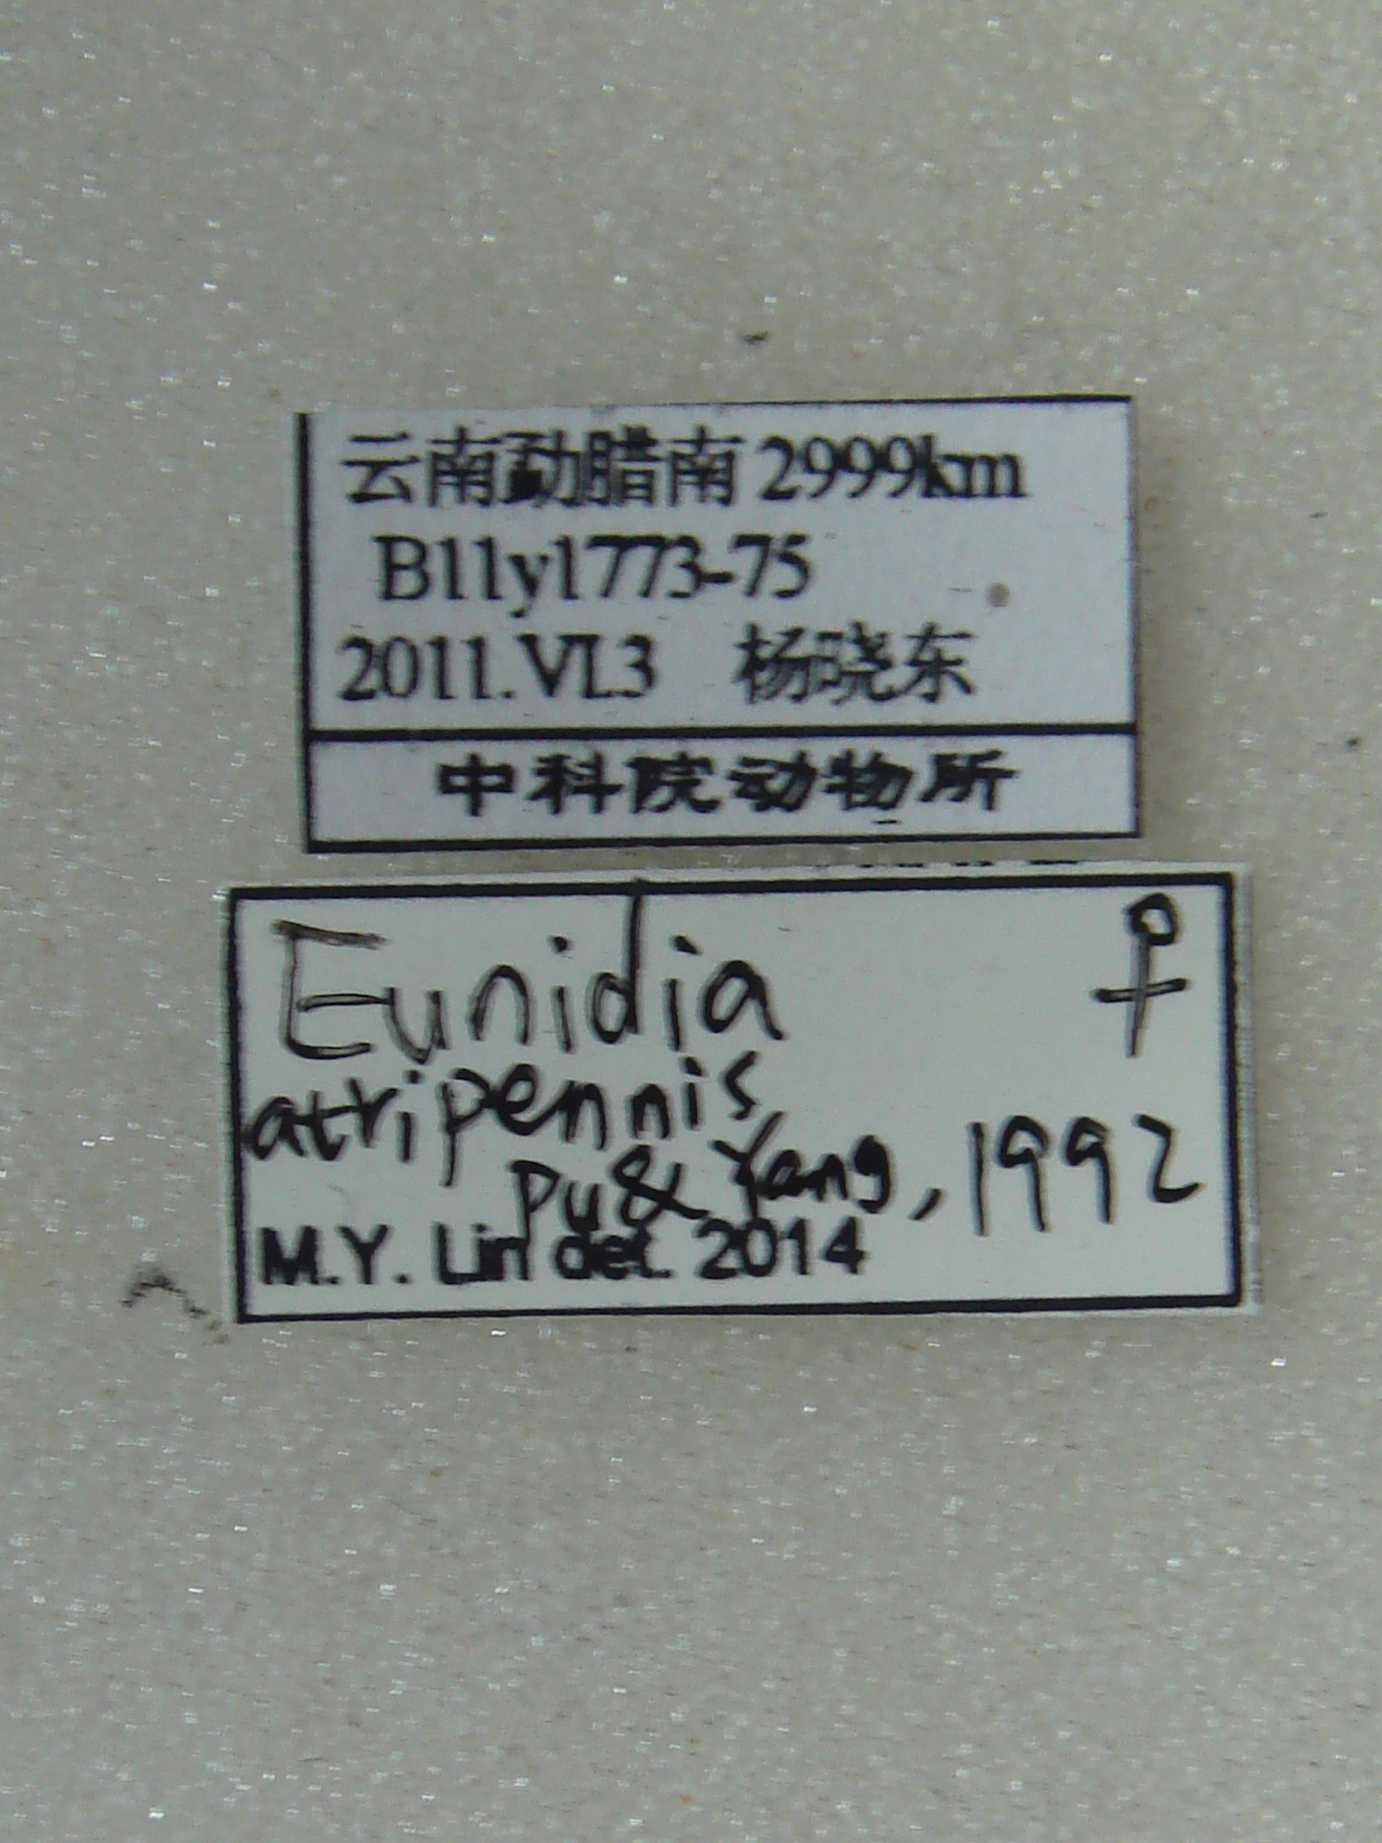 云南勐腊南 2999km
B11y1773-75
2011.VI.3 杨晓东
中科院动物所
Eunidia ♀
atripennis
Pu & Yang, 1992
M.Y. Lin det. 2014